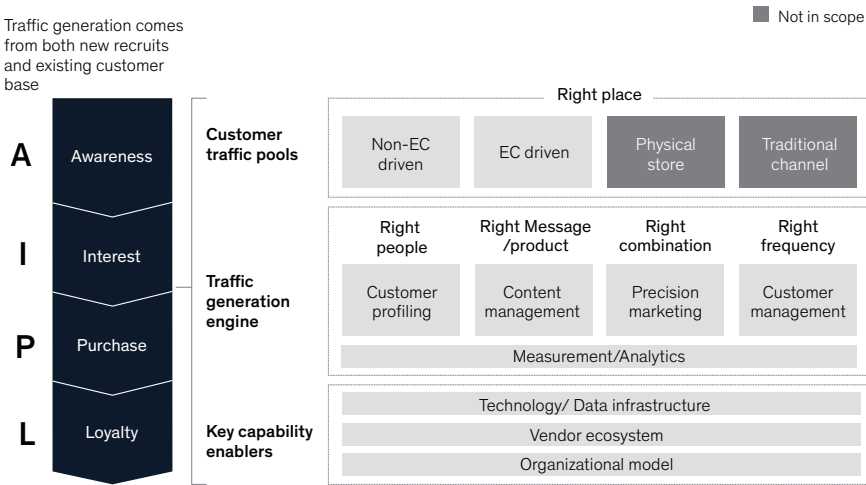 Not in scope
Traffic generation comes
from both new recruits
and existing customer
base
A
Awareness
I
Interest
P
Purchase
L
Loyalty
Customer
traffic pools
Right place
Non-EC
driven
EC driven
Physical
store
Traditional
channel
Traffic
generation
engine
Right
people
Right Message
/product
Right
combination
Right
frequency
Customer
profiling
Content
management
Precision
marketing
Customer
management
Measurement/Analytics
Key capability
enablers
Technology/ Data infrastructure
Vendor ecosystem
Organizational model